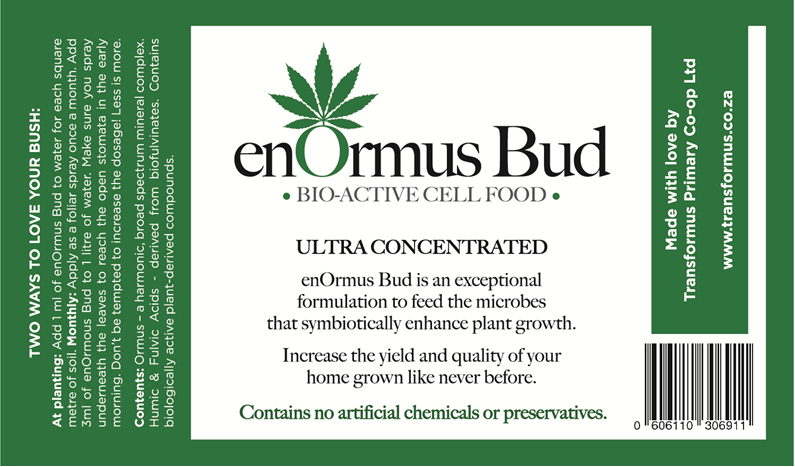 TWO WAYS TO LOVE YOUR BUSH:
At planting: Add 1 ml of enOrmus Bud to water for each square
metre of soil. Monthly: Apply as a foliar spray once a month. Add
3ml of enOrmous Bud to 1 litre of water. Make sure you spray
underneath the leaves to reach the open stomata in the early
morning. Don't be tempted to increase the dosage! Less is more.
Contents: Ormus – a harmonic, broad spectrum mineral complex.
Humic & Fulvic Acids - derived from biofulvinates. Contains
biologically active plant-derived compounds.
enOrmus Bud
• BIO-ACTIVE CELL FOOD •
ULTRA CONCENTRATED
enOrmus Bud is an exceptional
formulation to feed the microbes
that symbiotically enhance plant growth.
Increase the yield and quality of your
home grown like never before.
Contains no artificial chemicals or preservatives.
Made with love by
Transformus Primary Co-op Ltd
www.transformus.co.za
0 606110 306911